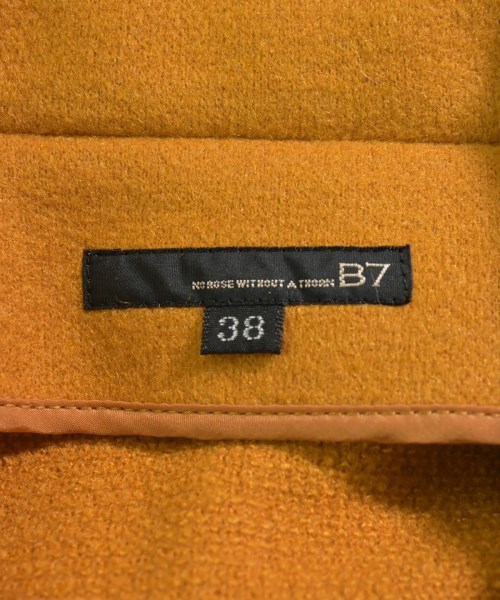 NO ROSE WITHOUT A THORN B7
38